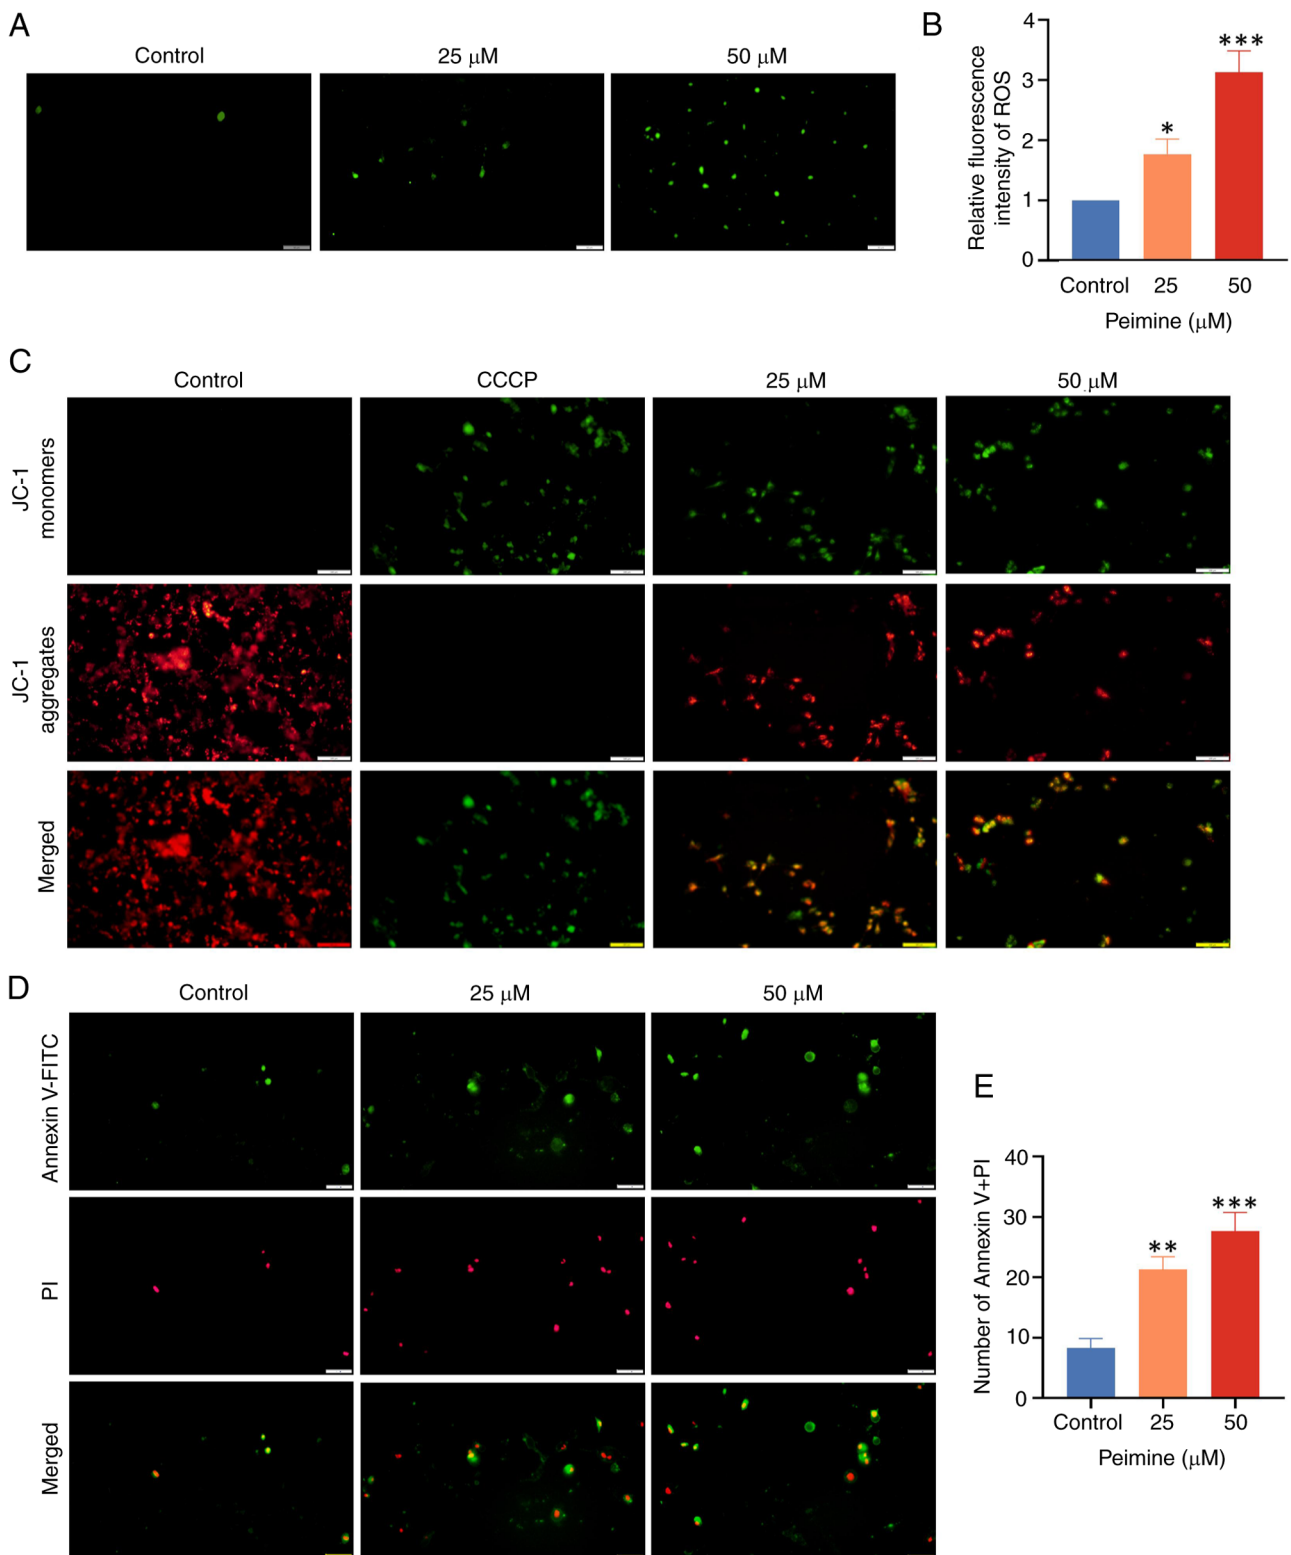 A
Control
25 μM
50 μM
B
4
3
2
1
0
Relative fluorescence
intensity of ROS
*
***
Control
25
50
Peimine (μM)
C
Control
CCCP
25 μM
50 μM
JC-1
monomers
JC-1
aggregates
Merged
D
Control
25 μM
50 μM
Annexin V-FITC
PI
Merged
E
40
30
20
10
0
Number of Annexin V+PI
**
***
Control
25
50
Peimine (μM)